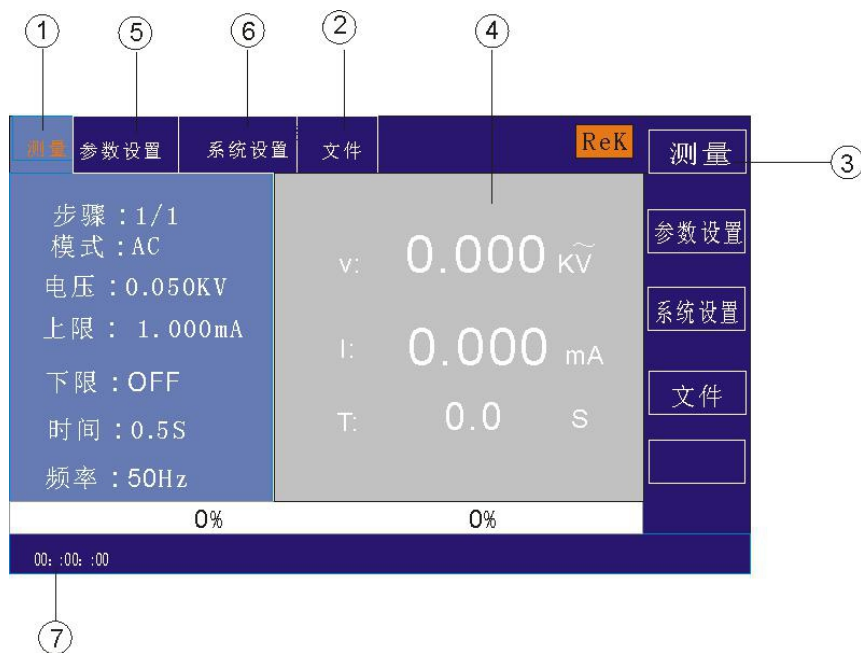 ① ⑤ ⑥ ② ④
测量 参数设置 系统设置 文件 ReK
测量 ③
步骤：1/1
模式：AC
电压：0.050KV
上限： 1.000mA
下限：OFF
时间：0.5S
频率：50Hz
v: 0.000 KV
I: 0.000 mA
T: 0.0 S
参数设置
系统设置
文件
0% 0%
00: :00: :00
⑦